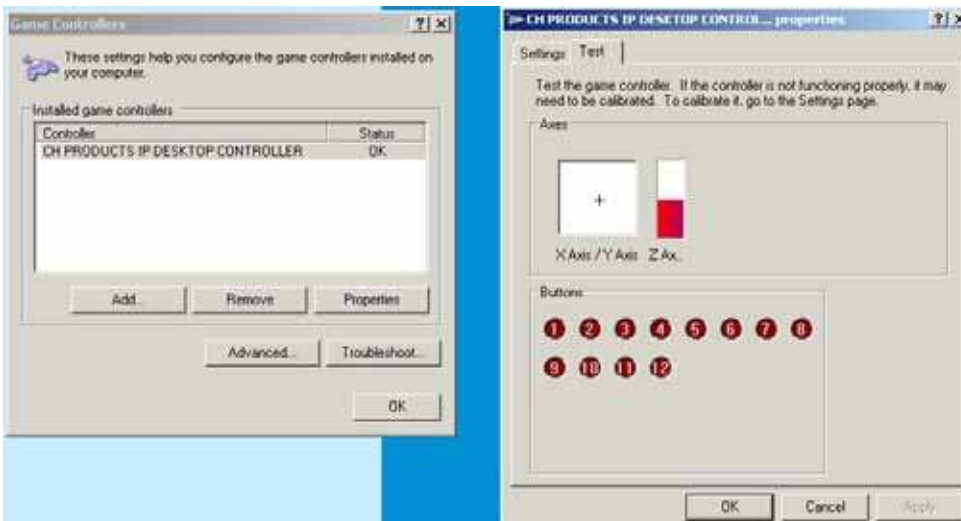 Game Controllers
These settings help you configure the game controllers installed on
your computer.
Installed game controllers
Controller Status
CH PRODUCTS IP DESKTOP CONTROLLER OK
Add... Remove Properties
Advanced... Troubleshoot...
OK
CH PRODUCTS IP DESKTOP CONTROL... properties
Settings Test
Test the game controller. If the controller is not functioning properly, it may
need to be calibrated. To calibrate it, go to the Settings page.
Axes
X Axis / Y Axis Z Ax..
Buttons
1 2 3 4 5 6 7 8
9 10 11 12
OK Cancel Apply